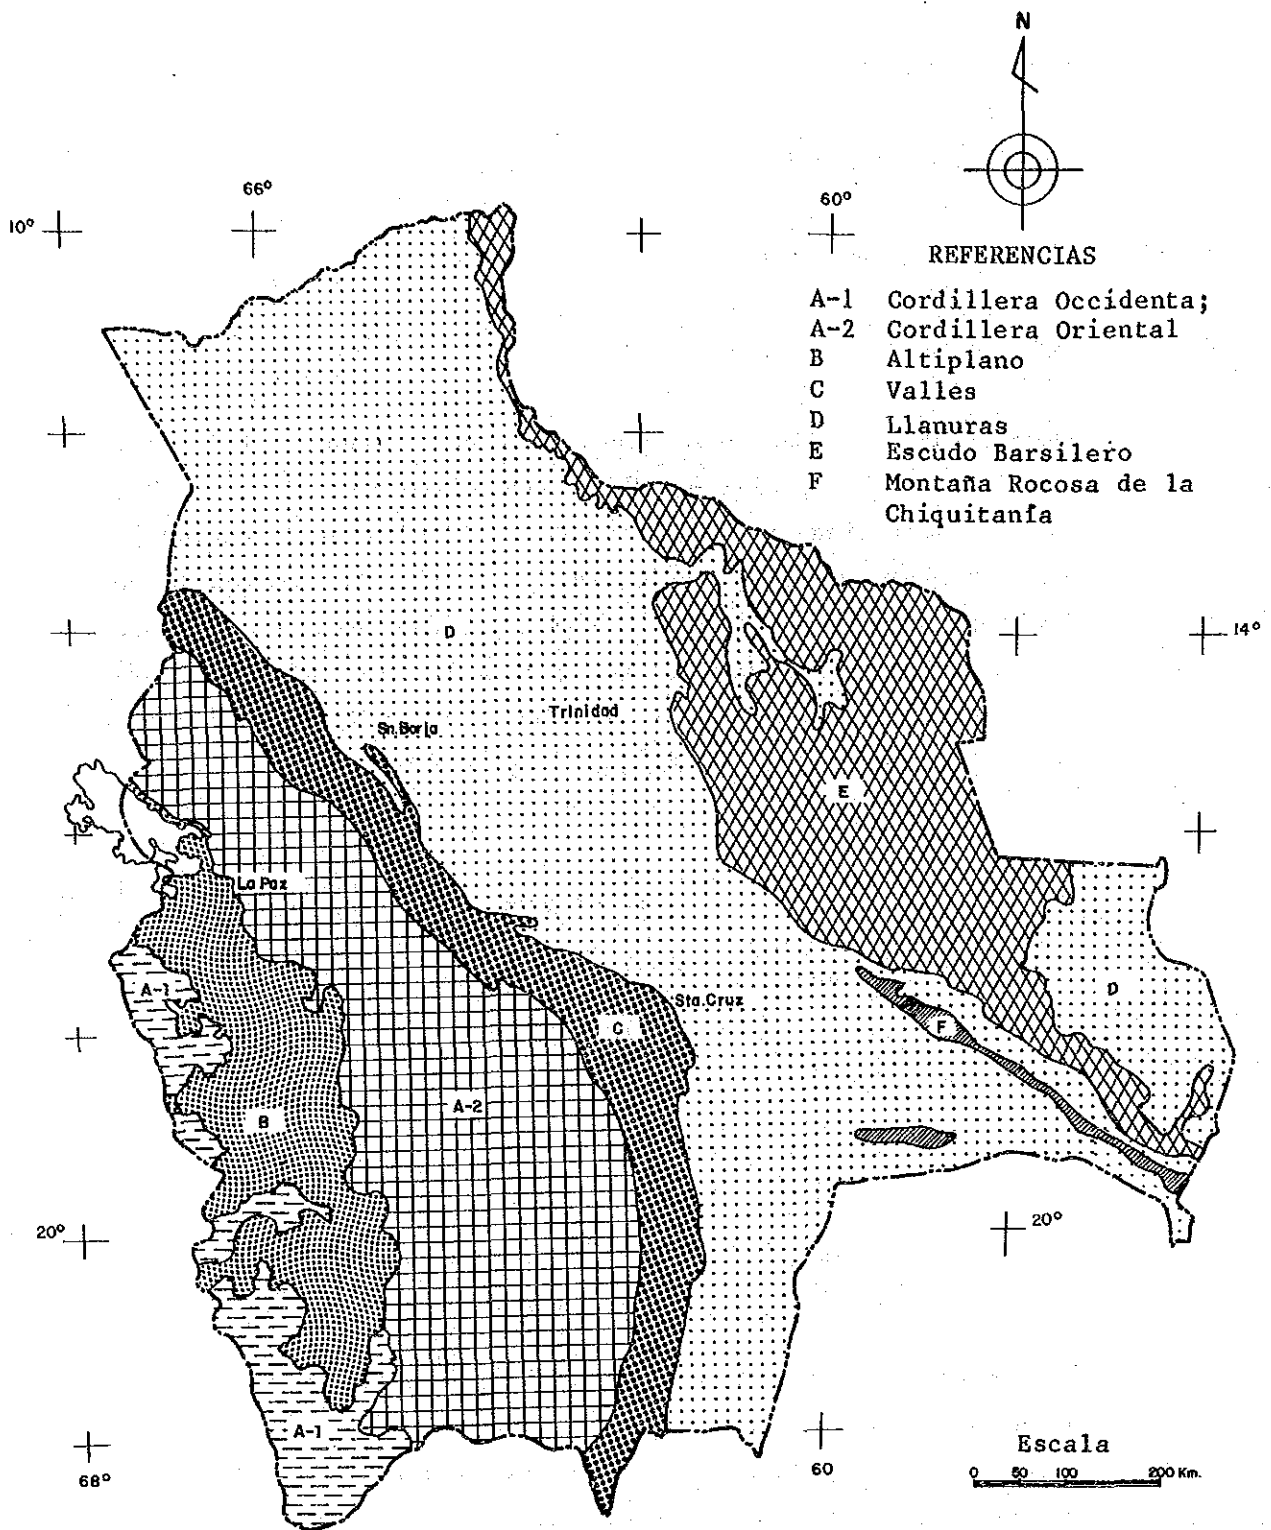 N
66°
60°
10°
REFERENCIAS
A-1 Cordillera Occidenta;
A-2 Cordillera Oriental
B Altiplano
C Valles
D Llanuras
E Escudo Barsilero
F Montaña Rocosa de la
Chiquitanía
D
14°
Trinidad
Sn. Borja
E
La Paz
A-1
D
Sta. Cruz
C
F
A-2
B
20°
20°
A-1
Escala
68°
60
0 50 100 200 Km.